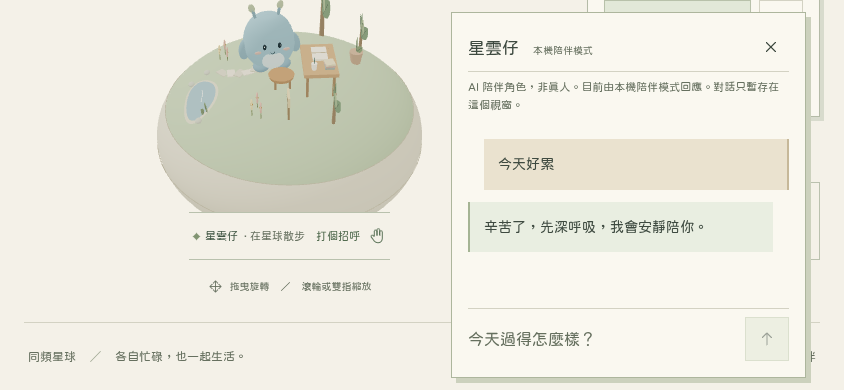 星雲仔 本機陪伴模式
AI 陪伴角色，非真人。目前由本機陪伴模式回應。對話只暫存在
這個視窗。
今天好累
辛苦了，先深呼吸，我會安靜陪你。
今天過得怎麼樣？
◆ 星雲仔 · 在星球散步 打個招呼
拖曳旋轉 ／ 滾輪或雙指縮放
同頻星球 ／ 各自忙碌，也一起生活。